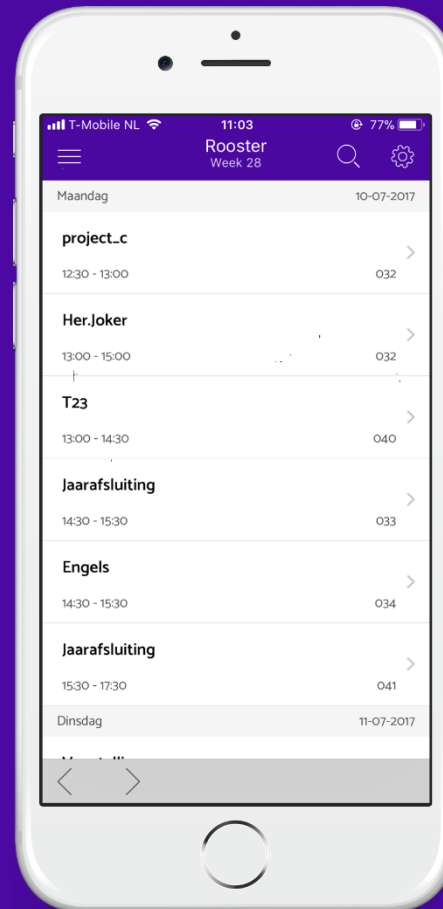 T-Mobile NL 11:03 77%
Rooster
Week 28
Maandag 10-07-2017
project_c
12:30 - 13:00 032
Her.Joker
13:00 - 15:00 032
T23
13:00 - 14:30 040
Jaarafsluiting
14:30 - 15:30 033
Engels
14:30 - 15:30 034
Jaarafsluiting
15:30 - 17:30 041
Dinsdag 11-07-2017